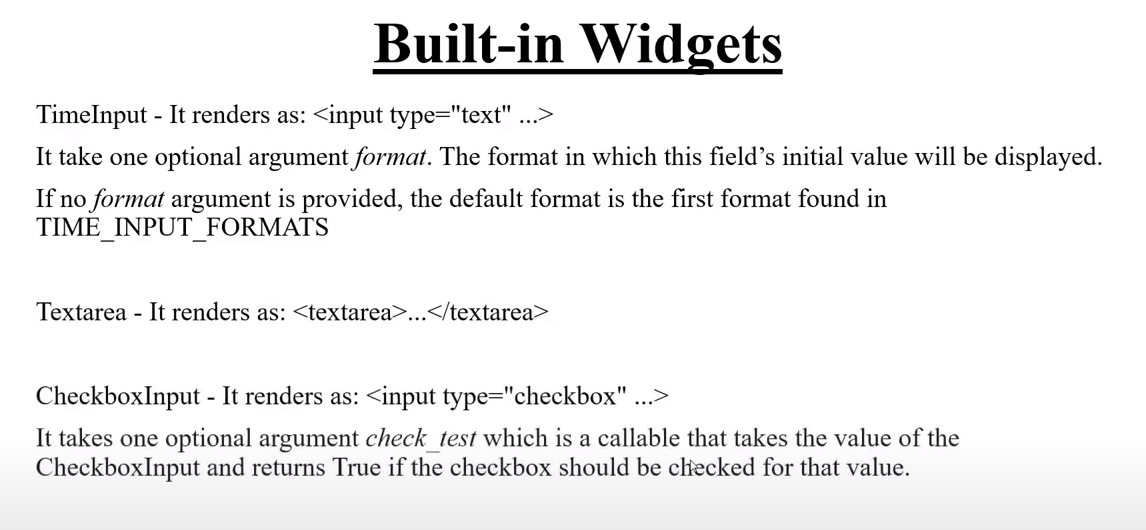 Built-in Widgets
TimeInput - It renders as: <input type="text" ...>
It take one optional argument format. The format in which this field’s initial value will be displayed.
If no format argument is provided, the default format is the first format found in
TIME_INPUT_FORMATS
Textarea - It renders as: <textarea>...</textarea>
CheckboxInput - It renders as: <input type="checkbox" ...>
It takes one optional argument check_test which is a callable that takes the value of the
CheckboxInput and returns True if the checkbox should be checked for that value.